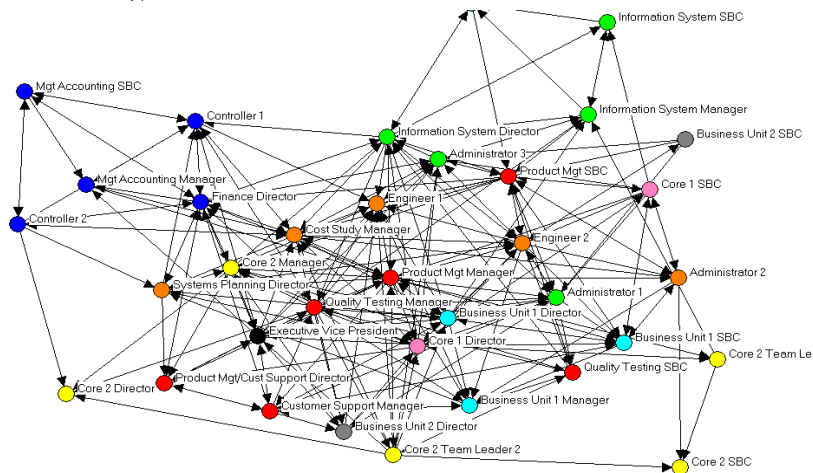 Information System SBC
Mgt Accounting SBC
Information System Manager
Controller 1
Information System Director
Business Unit 2 SBC
Administrator 3
Product Mgt SBC
Mgt Accounting Manager
Core 1 SBC
Finance Director
Engineer 1
Controller 2
Cost Study Manager
Engineer 2
Core 2 Manager
Product Mgt Manager
Administrator 2
Systems Planning Director
Quality Testing Manager
Administrator 1
Business Unit 1 Director
Executive Vice President
Core 1 Director
Business Unit 1 SBC
Core 2 Team Le
Quality Testing SBC
Product Mgt/Cust Support Director
Core 2 Director
Business Unit 1 Manager
Customer Support Manager
Business Unit 2 Director
Core 2 Team Leader 2
Core 2 SBC